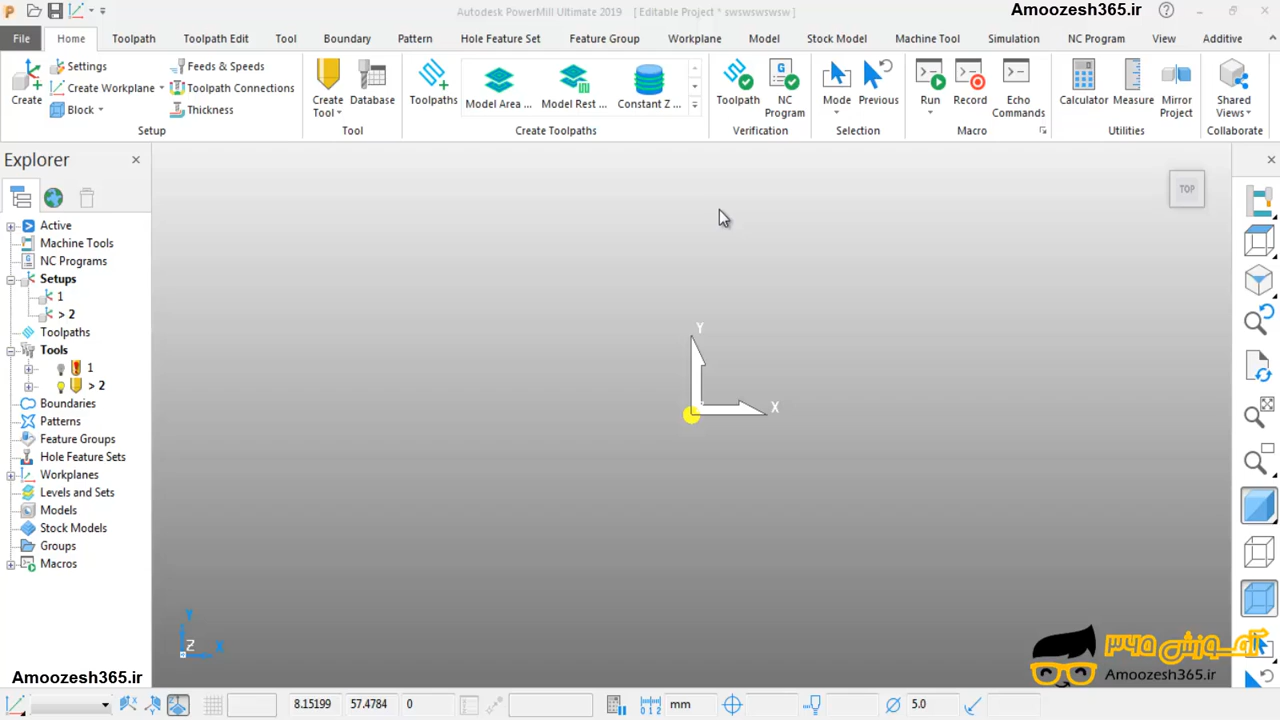 Autodesk PowerMill Ultimate 2019 [ Editable Project * swswswswsw ]
Amoozesh365.ir
File Home Toolpath Toolpath Edit Tool Boundary Pattern Hole Feature Set Feature Group Workplane Model Stock Model Machine Tool Simulation NC Program View Additive
Create
Settings
Create Workplane
Block
Feeds & Speeds
Toolpath Connections
Thickness
Setup
Create Tool
Database
Tool
Toolpaths
Model Area ...
Model Rest ...
Constant Z ...
Create Toolpaths
Toolpath
NC Program
Verification
Mode
Previous
Selection
Run
Record
Echo Commands
Macro
Calculator
Measure
Mirror Project
Utilities
Shared Views
Collaborate
Explorer
Active
Machine Tools
NC Programs
Setups
1
> 2
Toolpaths
Tools
1
> 2
Boundaries
Patterns
Feature Groups
Hole Feature Sets
Workplanes
Levels and Sets
Models
Stock Models
Groups
Macros
TOP
Y
X
Y
Z X
آموزش ۳۶۵
Amoozesh365.ir
Amoozesh365.ir
8.15199 57.4784 0 mm 5.0